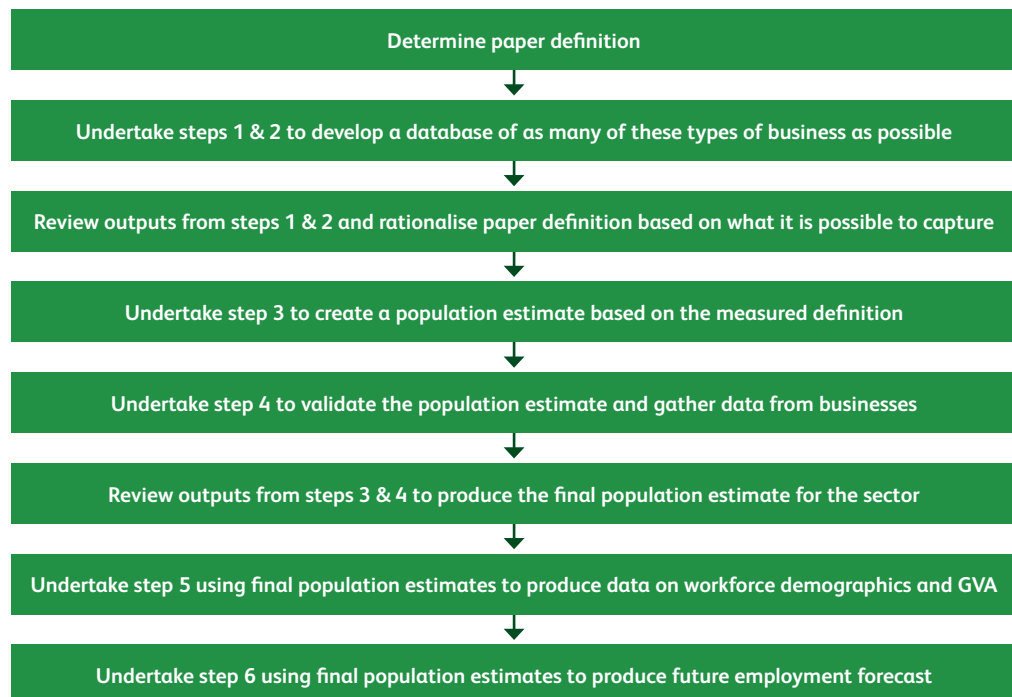 Determine paper definition
Undertake steps 1 & 2 to develop a database of as many of these types of business as possible
Review outputs from steps 1 & 2 and rationalise paper definition based on what it is possible to capture
Undertake step 3 to create a population estimate based on the measured definition
Undertake step 4 to validate the population estimate and gather data from businesses
Review outputs from steps 3 & 4 to produce the final population estimate for the sector
Undertake step 5 using final population estimates to produce data on workforce demographics and GVA
Undertake step 6 using final population estimates to produce future employment forecast